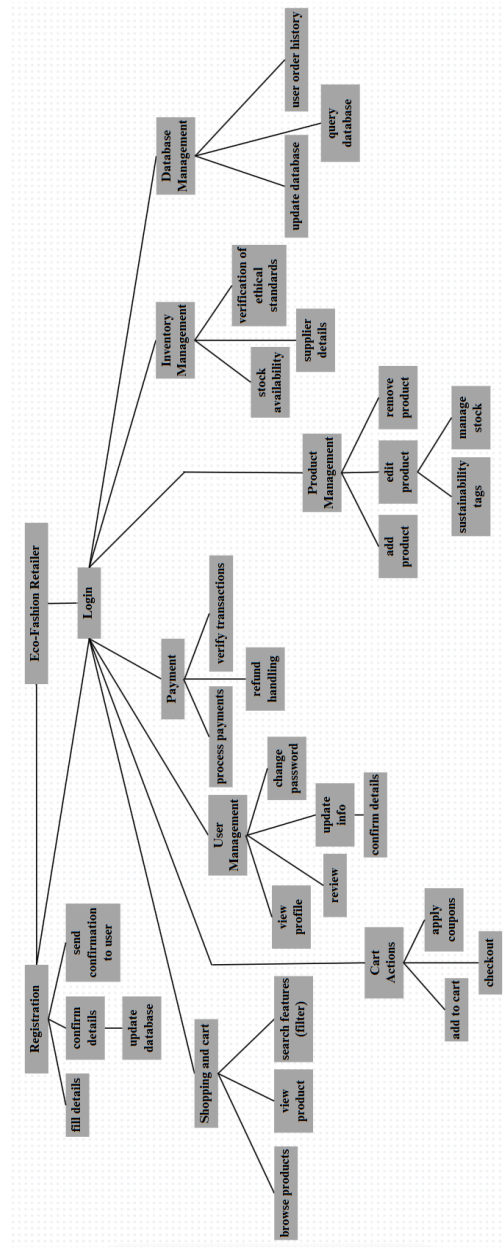 Eco-Fashion Retailer
Registration
Login
fill details
confirm
details
send
confirmation
to user
update
database
Shopping and cart
browse products
view
product
search features
(filter)
Cart
Actions
add to cart
checkout
apply
coupons
User
Management
view
profile
review
update
info
confirm details
change
password
Payment
process payments
refund
handling
verify transactions
Product
Management
add
product
edit
product
remove
product
sustainability
tags
manage
stock
Inventory
Management
stock
availability
supplier
details
verification of
ethical
standards
Database
Management
update database
query
database
user order history